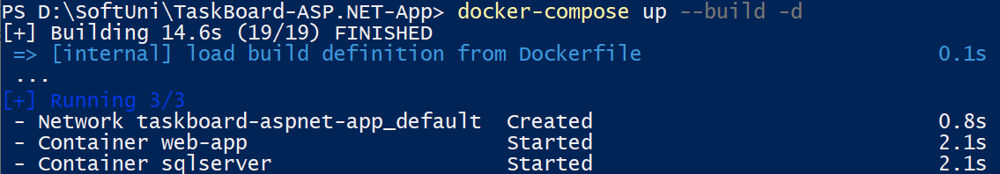 PS D:\SoftUni\TaskBoard-ASP.NET-App> docker-compose up --build -d
[+] Building 14.6s (19/19) FINISHED
=> [internal] load build definition from Dockerfile 0.1s
...
[+] Running 3/3
- Network taskboard-aspnet-app_default Created 0.8s
- Container web-app Started 2.1s
- Container sqlserver Started 2.1s